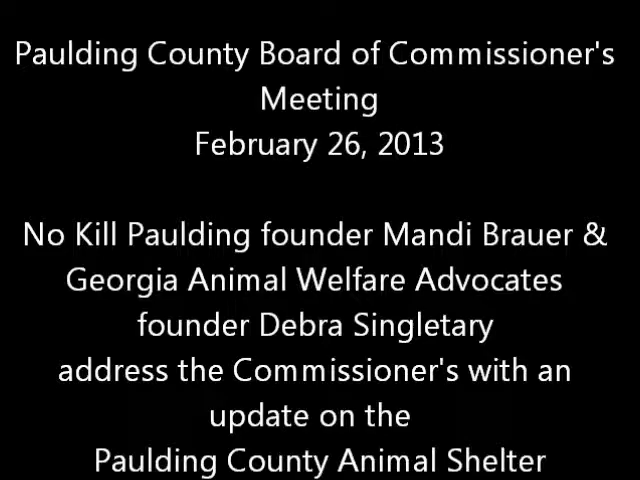 Paulding County Board of Commissioner's
Meeting
February 26, 2013
No Kill Paulding founder Mandi Brauer &
Georgia Animal Welfare Advocates
founder Debra Singletary
address the Commissioner's with an
update on the
Paulding County Animal Shelter